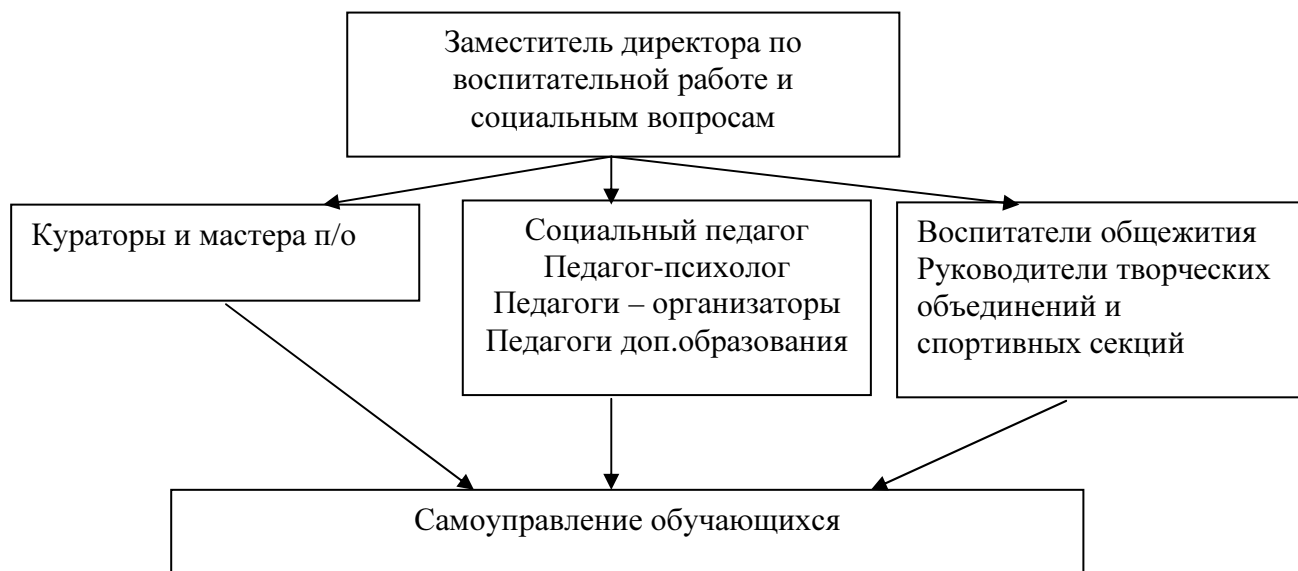 Заместитель директора по
воспитательной работе и
социальным вопросам
Кураторы и мастера п/о
Социальный педагог
Педагог-психолог
Педагоги – организаторы
Педагоги доп.образования
Воспитатели общежития
Руководители творческих
объединений и
спортивных секций
Самоуправление обучающихся